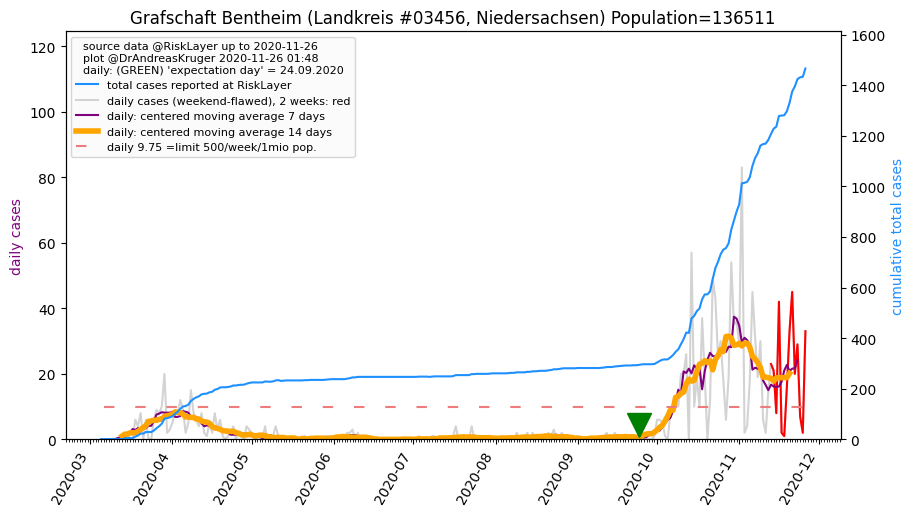 Grafschaft Bentheim (Landkreis #03456, Niedersachsen) Population=136511
source data @RiskLayer up to 2020-11-26
plot @DrAndreasKruger 2020-11-26 01:48
daily: (GREEN) 'expectation day' = 24.09.2020
total cases reported at RiskLayer
daily cases (weekend-flawed), 2 weeks: red
daily: centered moving average 7 days
daily: centered moving average 14 days
daily 9.75 =limit 500/week/1mio pop.
daily cases
120
100
80
60
40
20
0
cumulative total cases
1600
1400
1200
1000
800
600
400
200
0
2020-03
2020-04
2020-05
2020-06
2020-07
2020-08
2020-09
2020-10
2020-11
2020-12